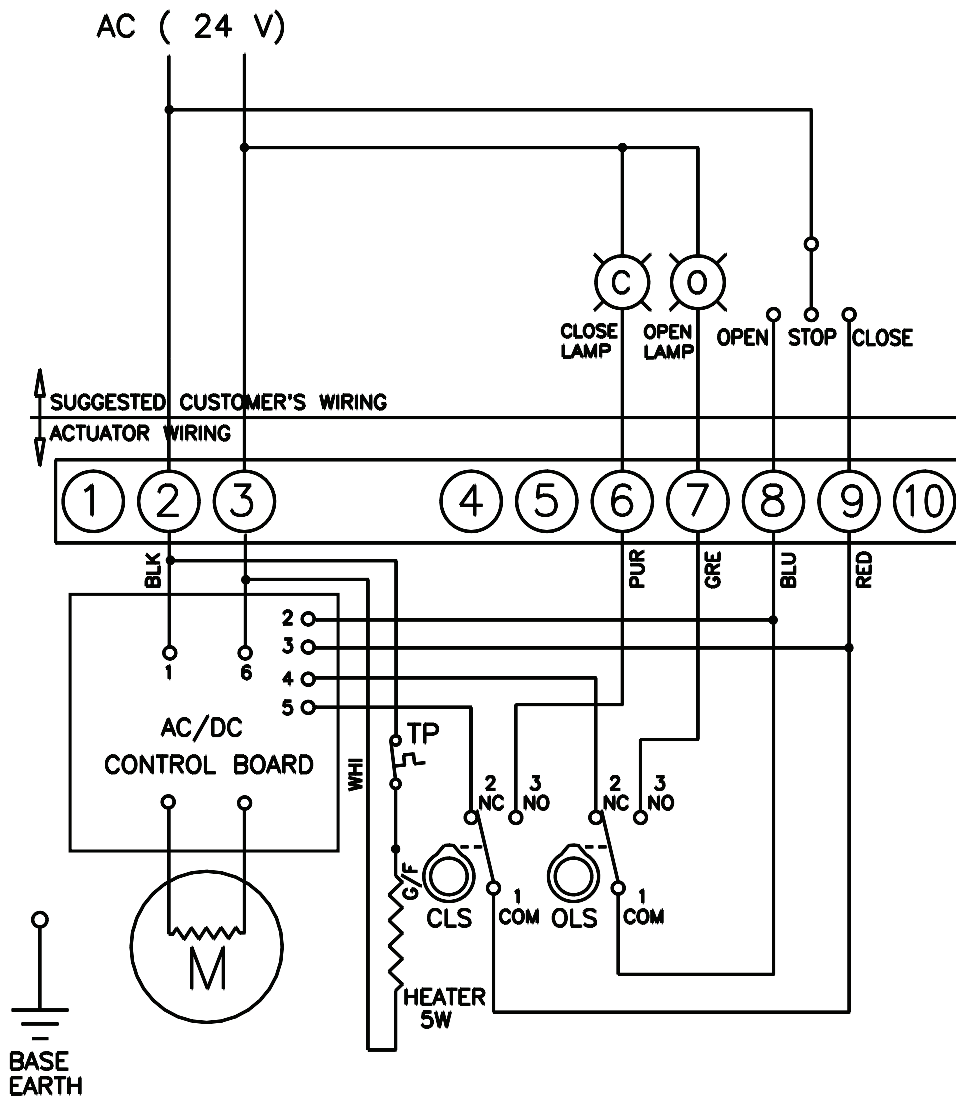 AC ( 24 V)
C O
CLOSE LAMP
OPEN LAMP
OPEN STOP CLOSE
SUGGESTED CUSTOMER'S WIRING
ACTUATOR WIRING
1 2 3 4 5 6 7 8 9 10
BLK PUR GRE BLU RED
2
3
4
5
1 6
AC/DC
CONTROL BOARD
TP
WHI
2 NC
3 NO
2 NC
3 NO
G/F
CLS
1 COM
OLS
1 COM
M
HEATER
5W
BASE
EARTH